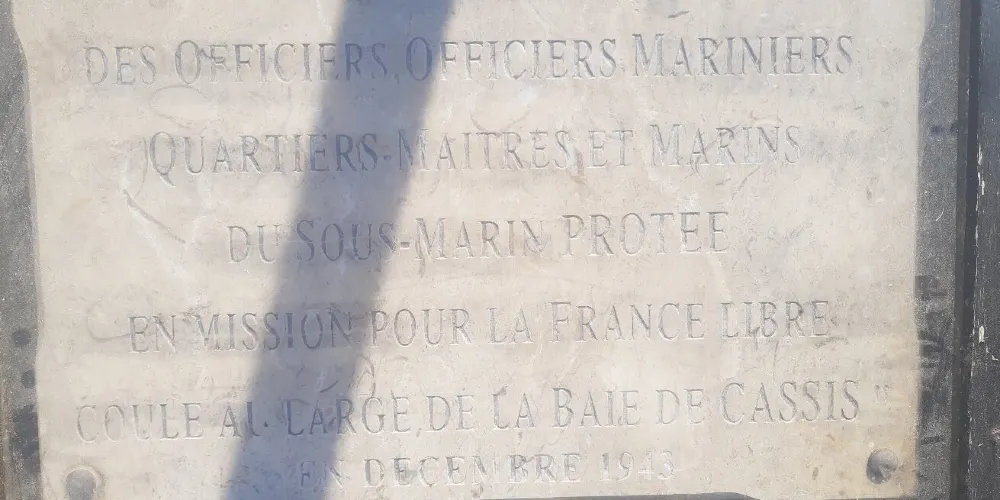 DES OFFICIERS, OFFICIERS MARINIERS
QUARTIERS-MAITRES ET MARINS
DU SOUS-MARIN PROTEE
EN MISSION POUR LA FRANCE LIBRE
COULE AU LARGE, DE LA BAIE DE CASSIS "
EN DECEMBRE 1943